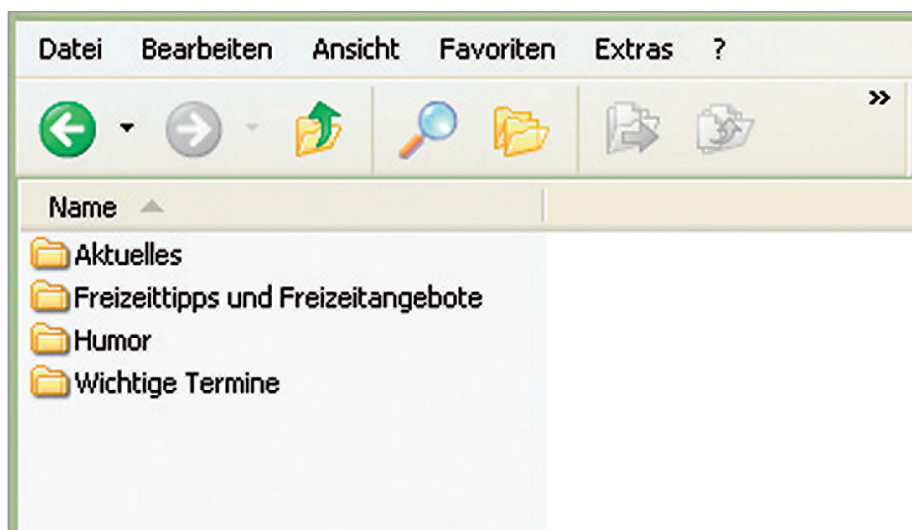 Datei Bearbeiten Ansicht Favoriten Extras ?
»
Name
Aktuelles
Freizeittipps und Freizeitangebote
Humor
Wichtige Termine